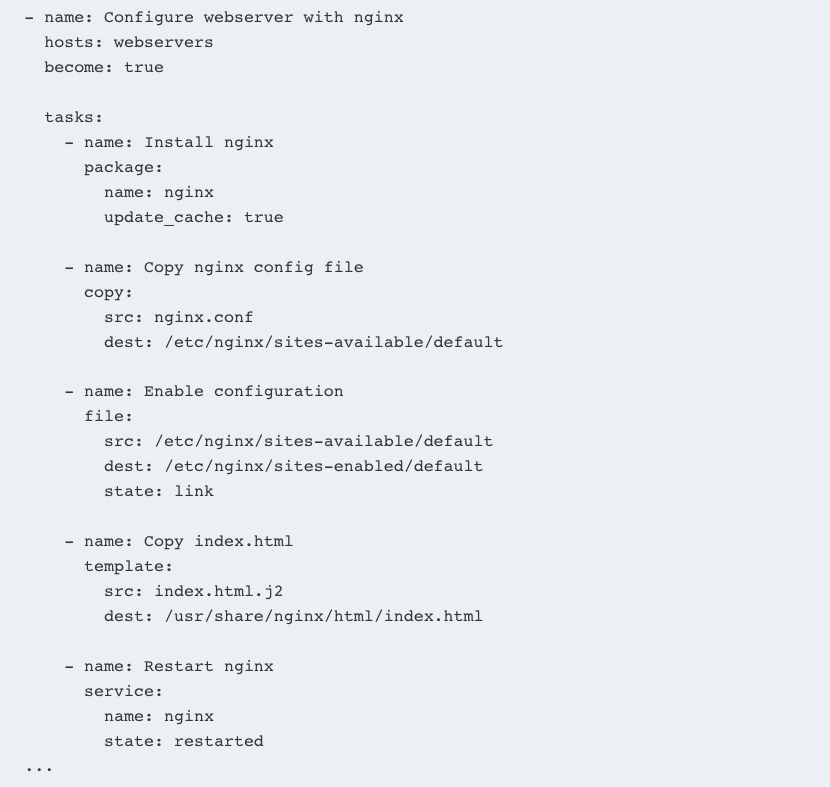 - name: Configure webserver with nginx
  hosts: webservers
  become: true

  tasks:
    - name: Install nginx
      package:
        name: nginx
        update_cache: true

    - name: Copy nginx config file
      copy:
        src: nginx.conf
        dest: /etc/nginx/sites-available/default

    - name: Enable configuration
      file:
        src: /etc/nginx/sites-available/default
        dest: /etc/nginx/sites-enabled/default
        state: link

    - name: Copy index.html
      template:
        src: index.html.j2
        dest: /usr/share/nginx/html/index.html

    - name: Restart nginx
      service:
        name: nginx
        state: restarted
...